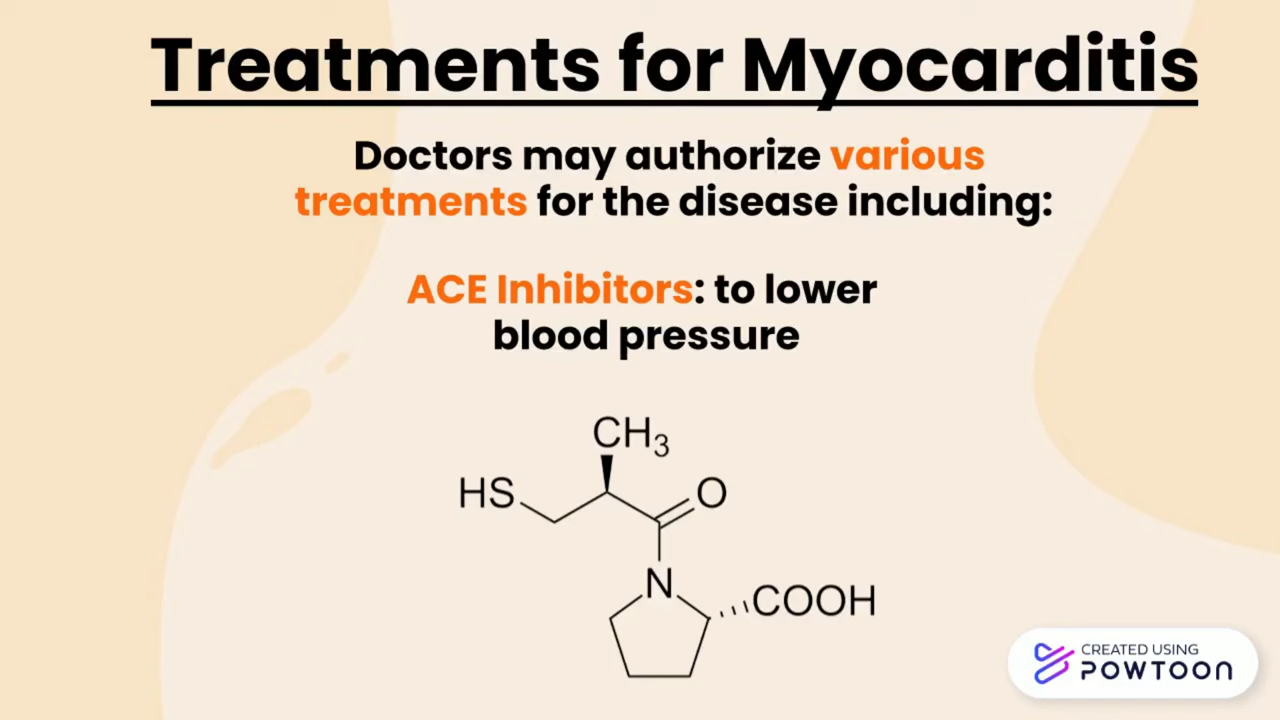 Treatments for Myocarditis
Doctors may authorize various
treatments for the disease including:
ACE Inhibitors: to lower
blood pressure
CH3
HS
O
N
COOH
CREATED USING
POWTOON